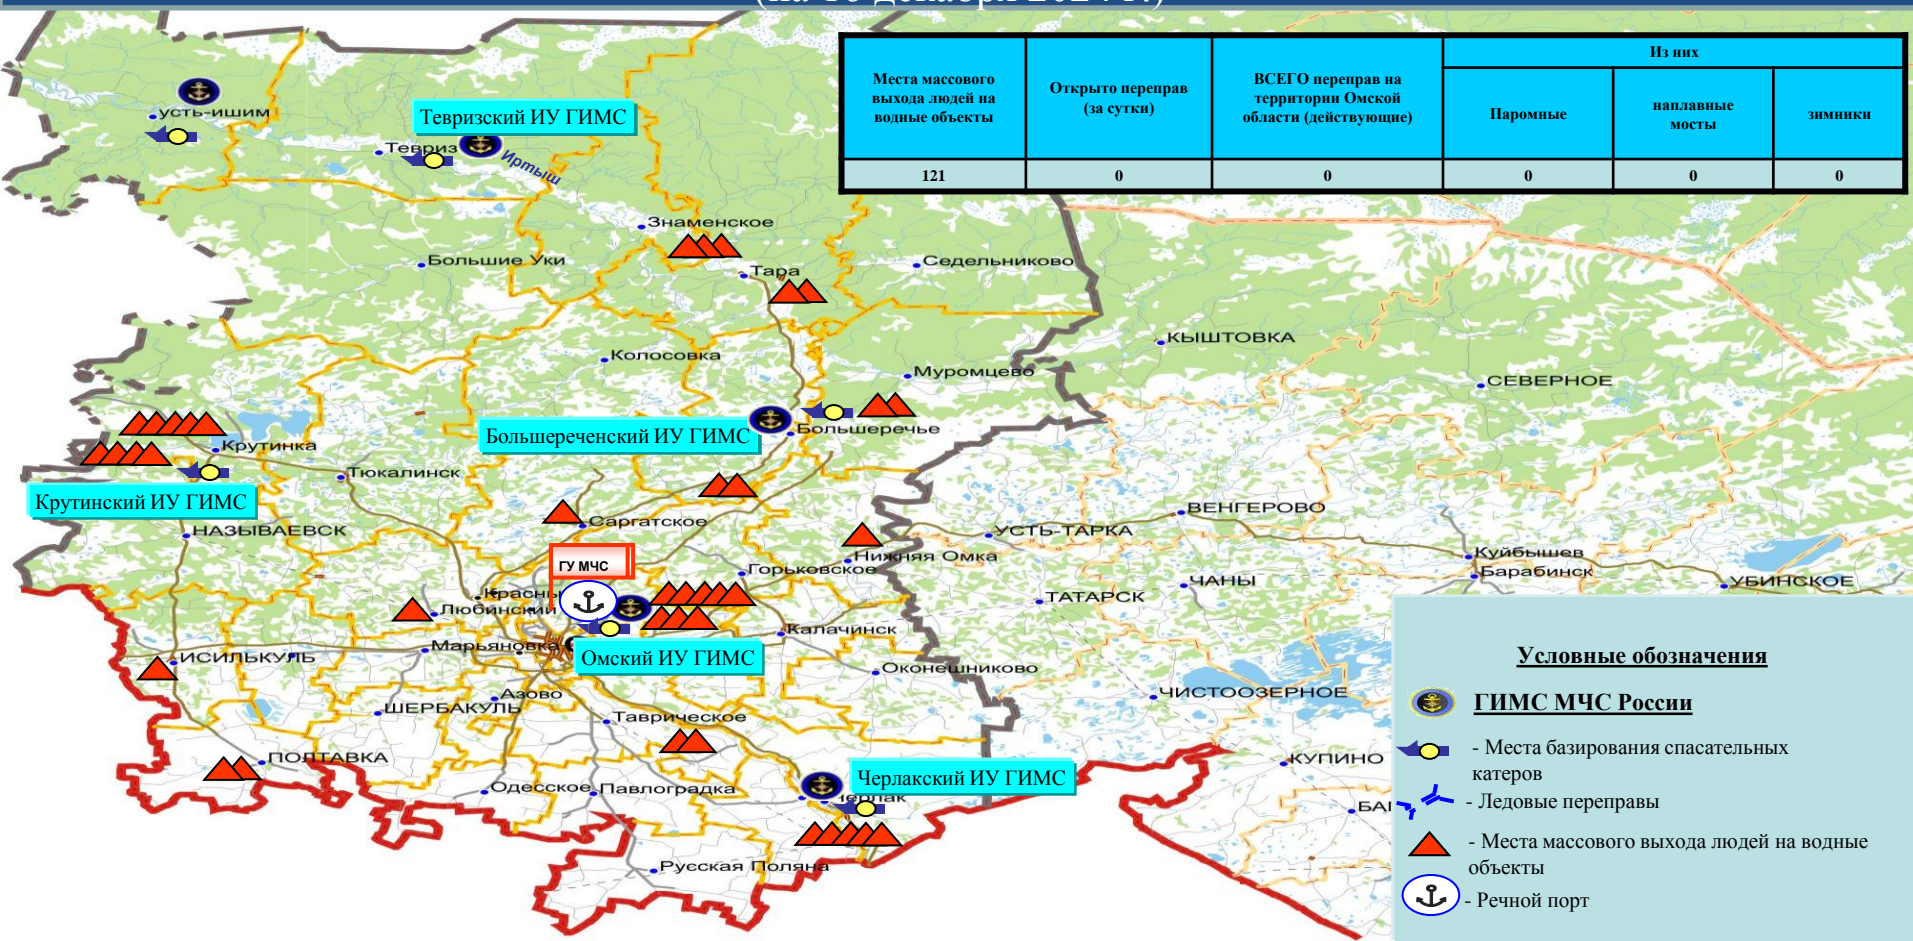 Из них
Места массового
выхода людей на
водные объекты
Открыто переправ
(за сутки)
ВСЕГО переправ на
территории Омской
области (действующие)
Паромные
наплавные
мосты
зимники
121
0
0
0
0
0
усть-ишим
Тевризский ИУ ГИМС
Тевриз
Иртыш
Знаменское
Большие Уки
Тара
Седельниково
Колосовка
КЫШТОВКА
Муромцево
СЕВЕРНОЕ
Большереченский ИУ ГИМС
Большеречье
Крутинка
Тюкалинск
Крутинский ИУ ГИМС
НАЗЫВАЕВСК
Саргатское
УСТЬ-ТАРКА
ВЕНГЕРОВО
Нижняя Омка
Куйбышев
Барабинск
ГУ МЧС
Горьковское
ЧАНЫ
УБИНСКОЕ
Любинский
ТАТАРСК
Калачинск
Марьяновка
ИСИЛЬКУЛЬ
Омский ИУ ГИМС
Оконешниково
Азово
ЧИСТООЗЕРНОЕ
ШЕРБАКУЛЬ
Таврическое
ПОЛТАВКА
КУПИНО
Черлакский ИУ ГИМС
Одесское
Павлоградка
Русская Поляна
Условные обозначения
ГИМС МЧС России
- Места базирования спасательных
катеров
- Ледовые переправы
- Места массового выхода людей на водные
объекты
- Речной порт